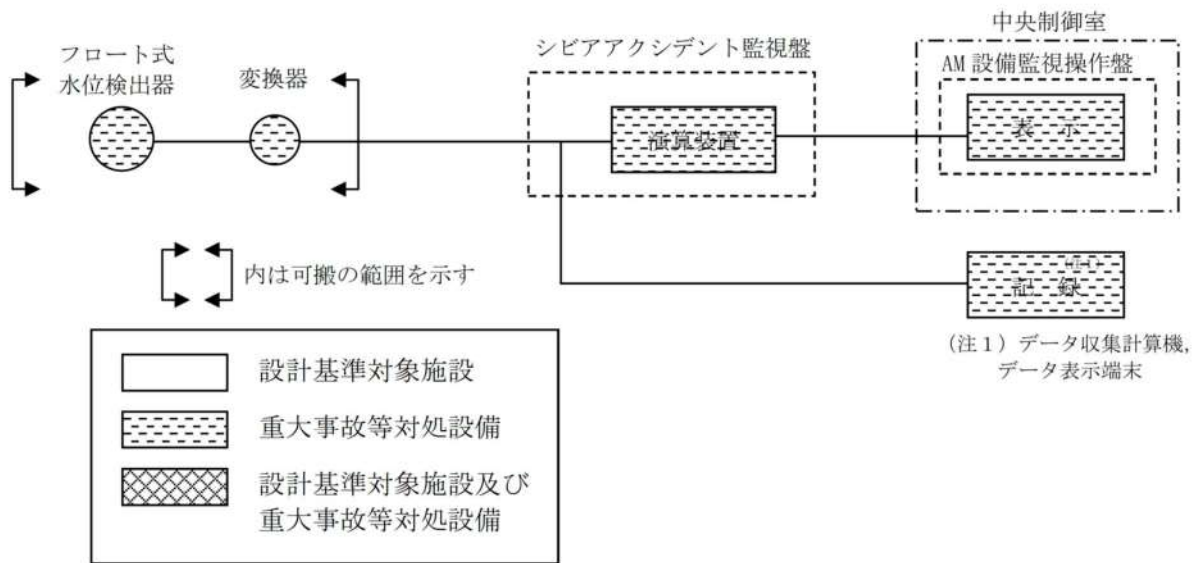 中央制御室
シビアアクシデント監視盤
AM 設備監視操作盤
フロート式
水位検出器
変換器
演算装置
表 示
内は可搬の範囲を示す
(注1)
記 録
(注1)データ収集計算機,
データ表示端末
設計基準対象施設
重大事故等対処設備
設計基準対象施設及び
重大事故等対処設備